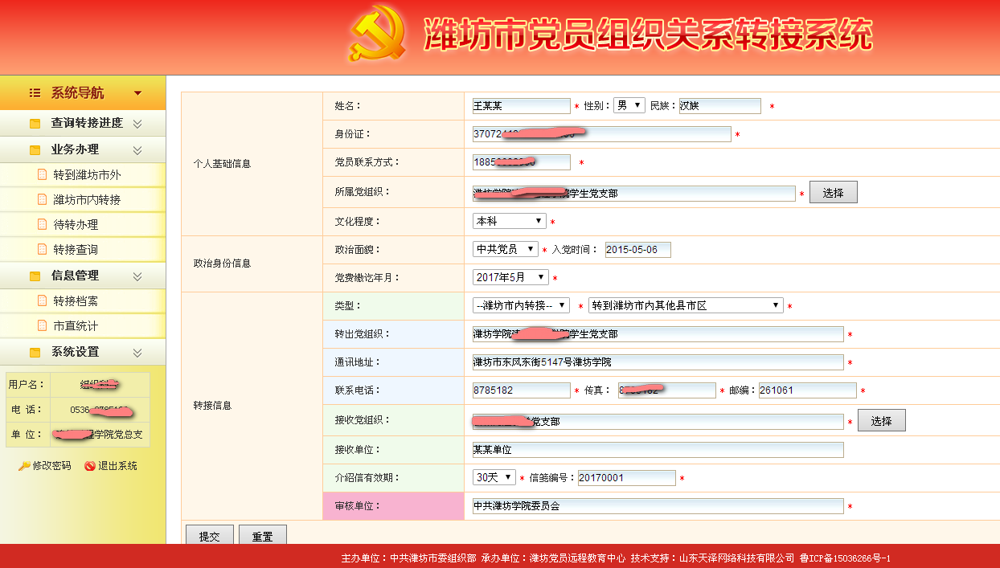 潍坊市党员组织关系转接系统
系统导航
查询转接进度
业务办理
转到潍坊市外
潍坊市内转接
待转办理
转接查询
信息管理
转接档案
市直统计
系统设置
用户名：
电 话： 0536
单 位： 学院党总支
修改密码 退出系统
个人基础信息
姓名： 王某某 * 性别： 男 民族： 汉族 *
身份证： 37072 *
党员联系方式： 1885 *
所属党组织： 潍坊学院 学生党支部 * 选择
文化程度： 本科 *
政治身份信息
政治面貌： 中共党员 * 入党时间： 2015-05-06
党费缴讫年月： 2017年5月 *
转接信息
类型： --潍坊市内转接-- * 转到潍坊市内其他县市区 *
转出党组织： 潍坊学院 学生党支部 *
通讯地址： 潍坊市东风东街5147号潍坊学院 *
联系电话： 8785182 * 传真： * 邮编： 261061 *
接收党组织： 党支部 * 选择
接收单位： 某某单位
介绍信有效期： 30天 * 信笺编号： 20170001 *
审核单位： 中共潍坊学院委员会 *
提交 重置
主办单位：中共潍坊市委组织部 承办单位：潍坊党员远程教育中心 技术支持：山东天泽网络科技有限公司 鲁ICP备15036266号-1